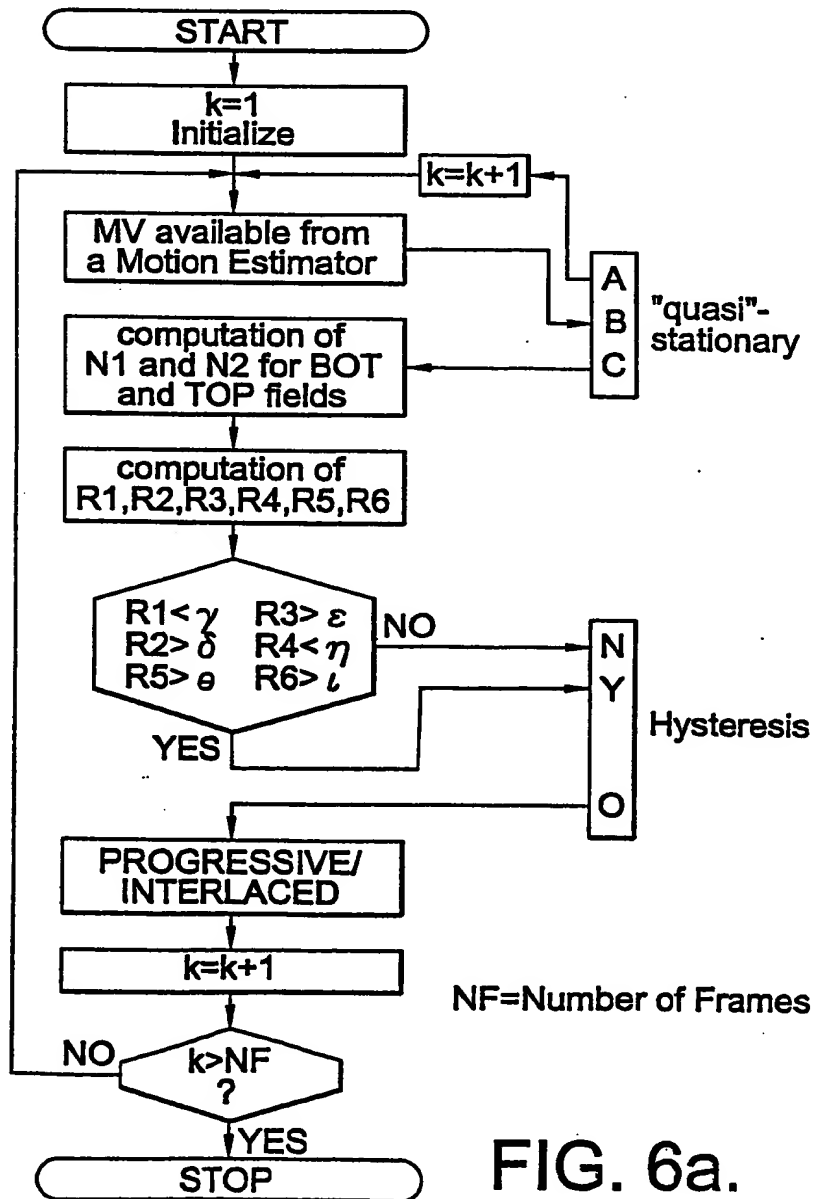 START
k=1
Initialize
k=k+1
MV available from
a Motion Estimator
A
B
C
"quasi"-
stationary
computation of
N1 and N2 for BOT
and TOP fields
computation of
R1,R2,R3,R4,R5,R6
R1<γ R3>ε
R2>δ R4<η
R5>θ R6>ι
NO
YES
N
Y
O
Hysteresis
PROGRESSIVE/
INTERLACED
k=k+1
NF=Number of Frames
NO
k>NF
?
YES
STOP
FIG. 6a.